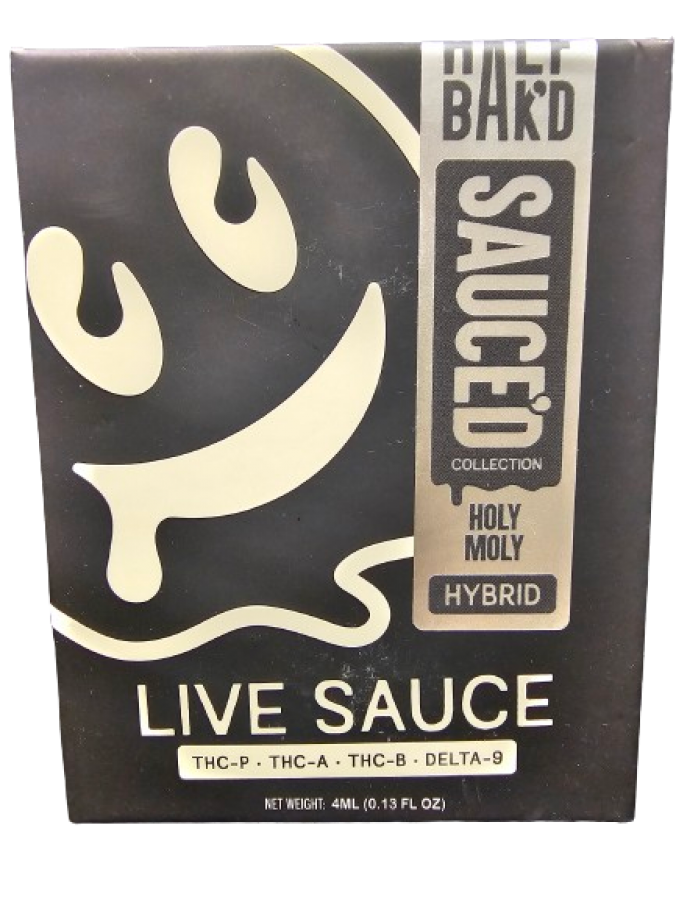 HALF
BAK'D
SAUCE'D
COLLECTION
HOLY
MOLY
HYBRID
LIVE SAUCE
THC-P · THC-A · THC-B · DELTA-9
NET WEIGHT: 4ML (0.13 FL OZ)